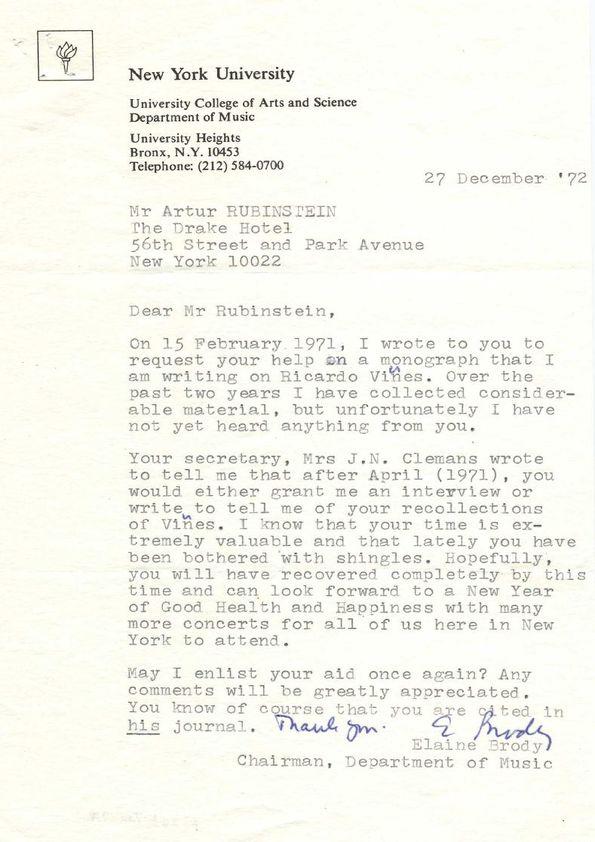 New York University
University College of Arts and Science
Department of Music
University Heights
Bronx, N.Y. 10453
Telephone: (212) 584-0700
27 December '72
Mr Artur RUBINSTEIN
The Drake Hotel
56th Street and Park Avenue
New York 10022
Dear Mr Rubinstein,
On 15 February 1971, I wrote to you to
request your help on a monograph that I
am writing on Ricardo Viñes. Over the
past two years I have collected consider-
able material, but unfortunately I have
not yet heard anything from you.
Your secretary, Mrs J.N. Clemans wrote
to tell me that after April (1971), you
would either grant me an interview or
write to tell me of your recollections
of Viñes. I know that your time is ex-
tremely valuable and that lately you have
been bothered with shingles. Hopefully,
you will have recovered completely by this
time and can look forward to a New Year
of Good Health and Happiness with many
more concerts for all of us here in New
York to attend.
May I enlist your aid once again? Any
comments will be greatly appreciated.
You know of course that you are cited in
his journal. Thank you. E Brody
Elaine Brody
Chairman, Department of Music